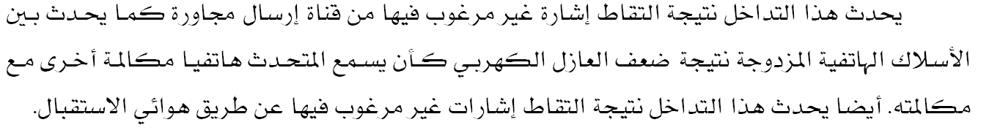 يحدث هذا التداخل نتيجة التقاط إشارة غير مرغوب فيها من قناة إرسال مجاورة كما يحدث بين
الأسلاك الهاتفية المزدوجة نتيجة ضعف العازل الكهربي كأن يسمع المتحدث هاتفيا مكالمة أخرى مع
مكالمته. أيضا يحدث هذا التداخل نتيجة التقاط إشارات غير مرغوب فيها عن طريق هوائي الاستقبال.